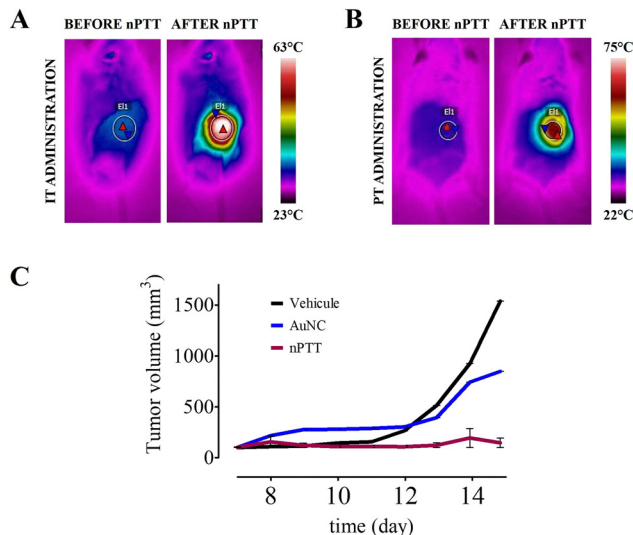 A
BEFORE nPTT AFTER nPTT
IT ADMINISTRATION
El1
El1
63°C
23°C
B
BEFORE nPTT AFTER nPTT
PT ADMINISTRATION
El1
El1
75°C
22°C
C
Tumor volume (mm³)
1500
1000
500
0
Vehicule
AuNC
nPTT
8 10 12 14
time (day)